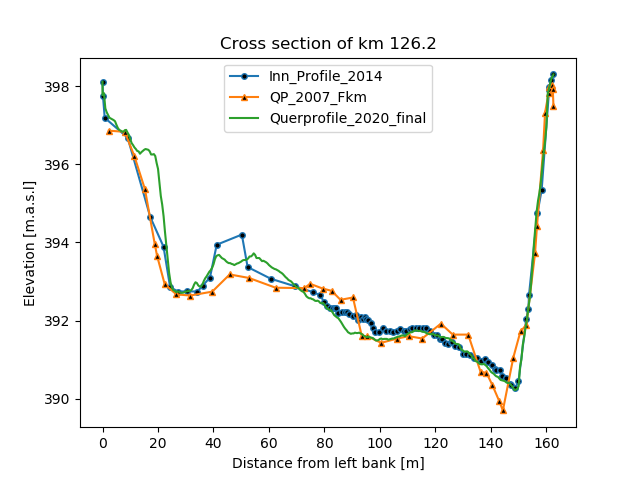 Cross section of km 126.2
Inn_Profile_2014
QP_2007_Fkm
Querprofile_2020_final
Elevation [m.a.s.l]
398
396
394
392
390
0 20 40 60 80 100 120 140 160
Distance from left bank [m]